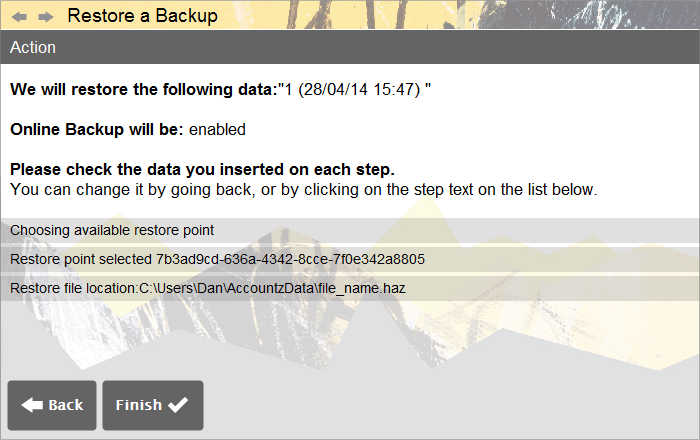 Restore a Backup
Action
We will restore the following data:"1 (28/04/14 15:47) "
Online Backup will be: enabled
Please check the data you inserted on each step.
You can change it by going back, or by clicking on the step text on the list below.
Choosing available restore point
Restore point selected 7b3ad9cd-636a-4342-8cce-7f0e342a8805
Restore file location:C:\Users\Dan\AccountzData\file_name.haz
Back
Finish